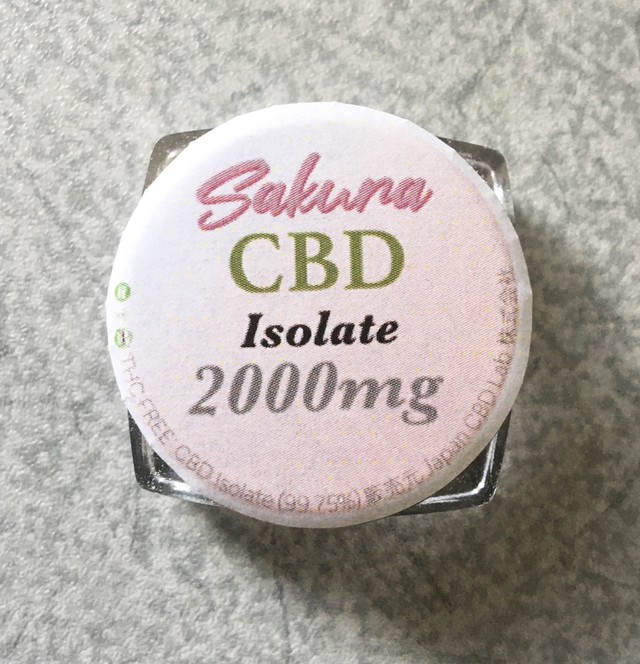 Sakura
CBD
Isolate
2000mg
THC FREE CBD Isolate (99.75%) 販売元 Japan CBD Lab 株式会社